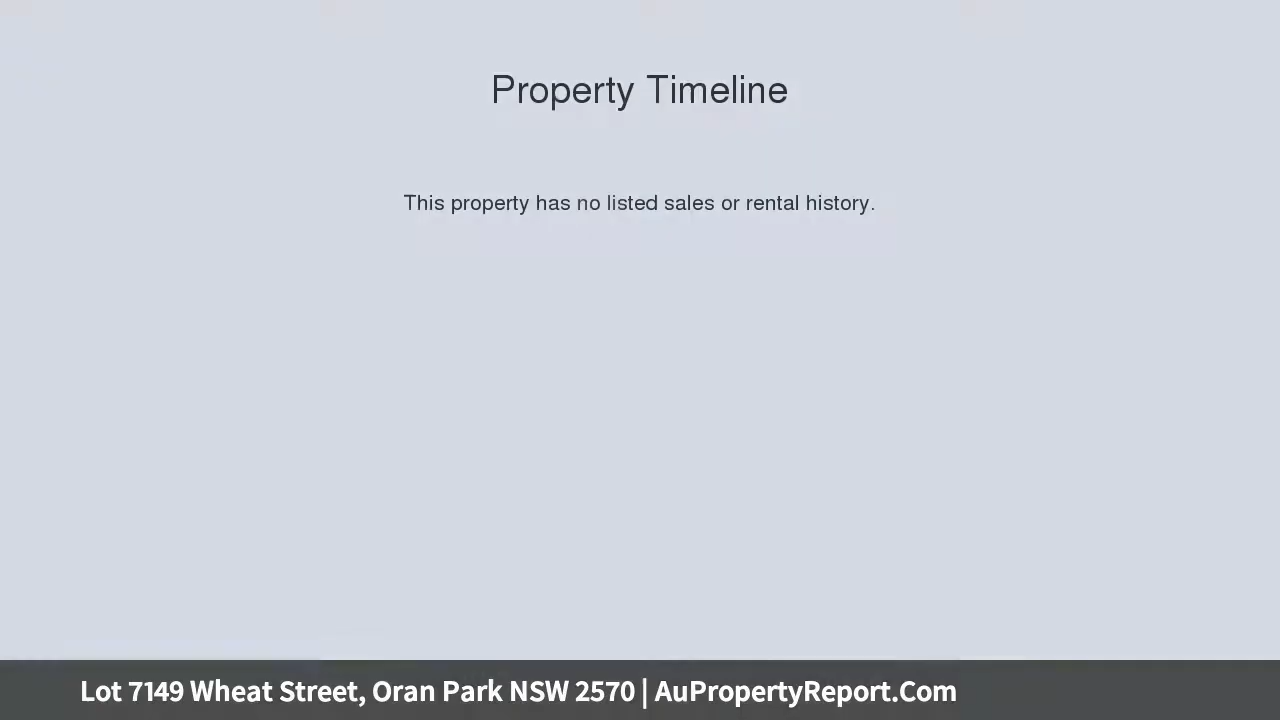 Property Timeline
This property has no listed sales or rental history.
Lot 7149 Wheat Street, Oran Park NSW 2570 | AuPropertyReport.Com